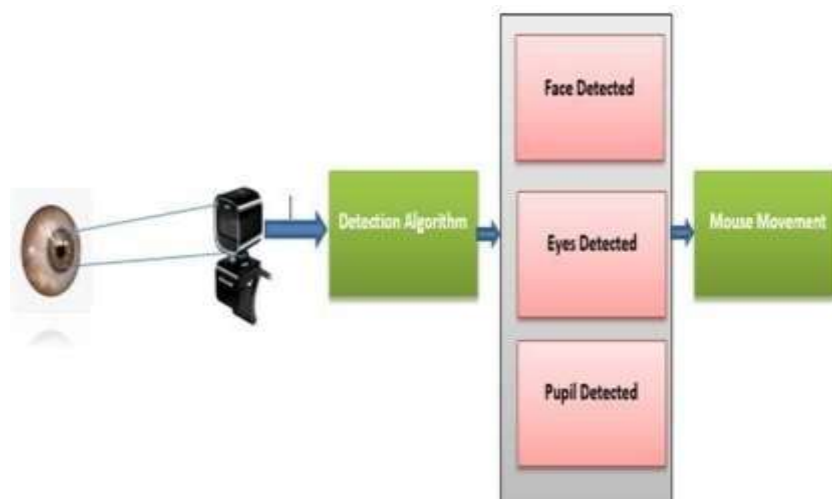 Face Detected
Detection Algorithm
Eyes Detected
Mouse Movement
Pupil Detected